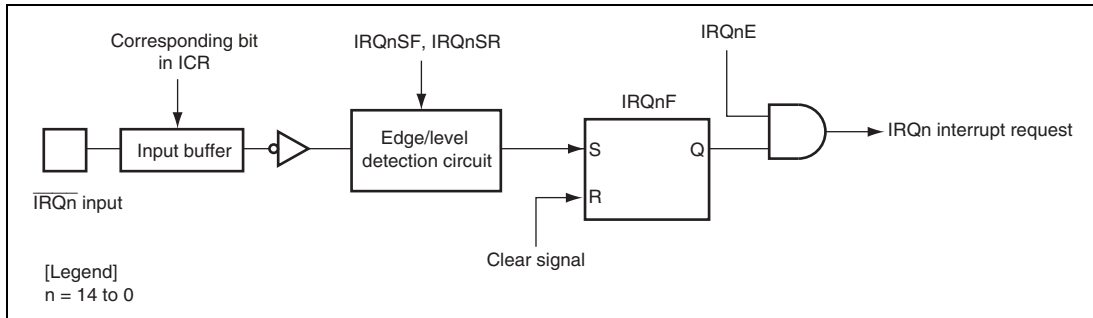 Corresponding bit
in ICR
IRQnSF, IRQnSR
IRQnE
IRQnF
Input buffer
Edge/level
detection circuit
S
Q
R
IRQn interrupt request
IRQn input
Clear signal
[Legend]
n = 14 to 0